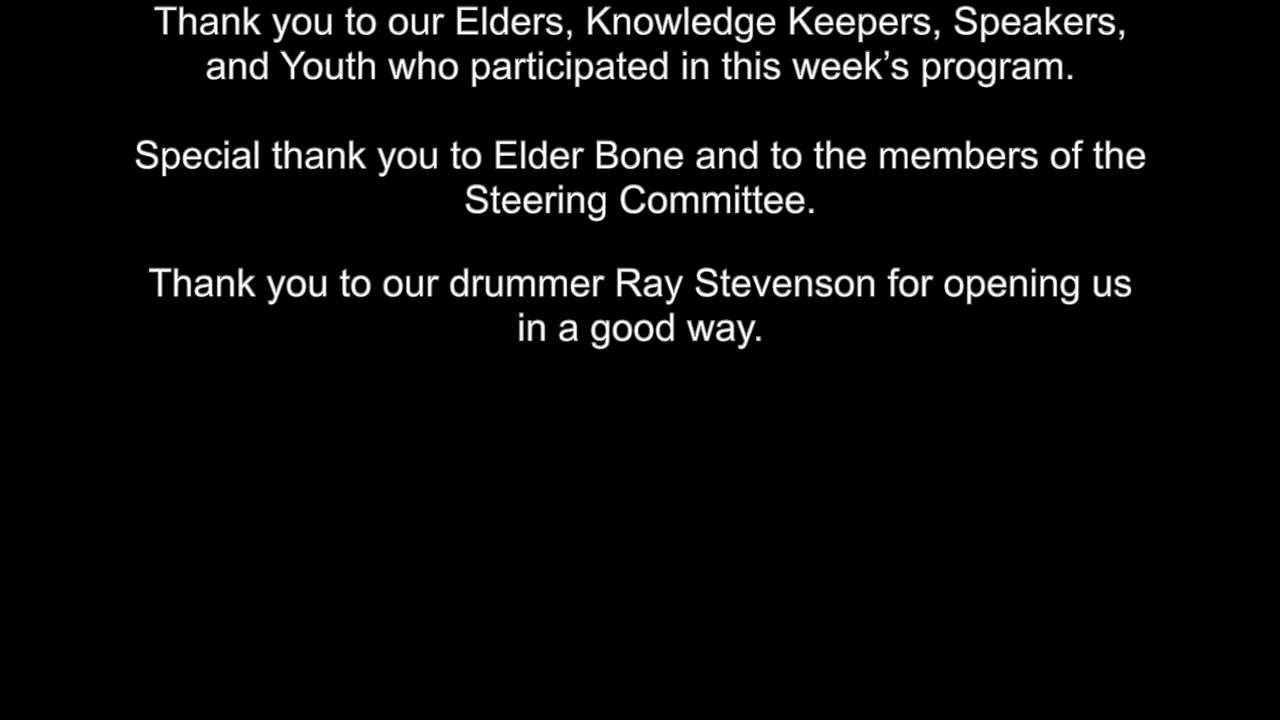 Thank you to our Elders, Knowledge Keepers, Speakers,
and Youth who participated in this week’s program.
Special thank you to Elder Bone and to the members of the
Steering Committee.
Thank you to our drummer Ray Stevenson for opening us
in a good way.